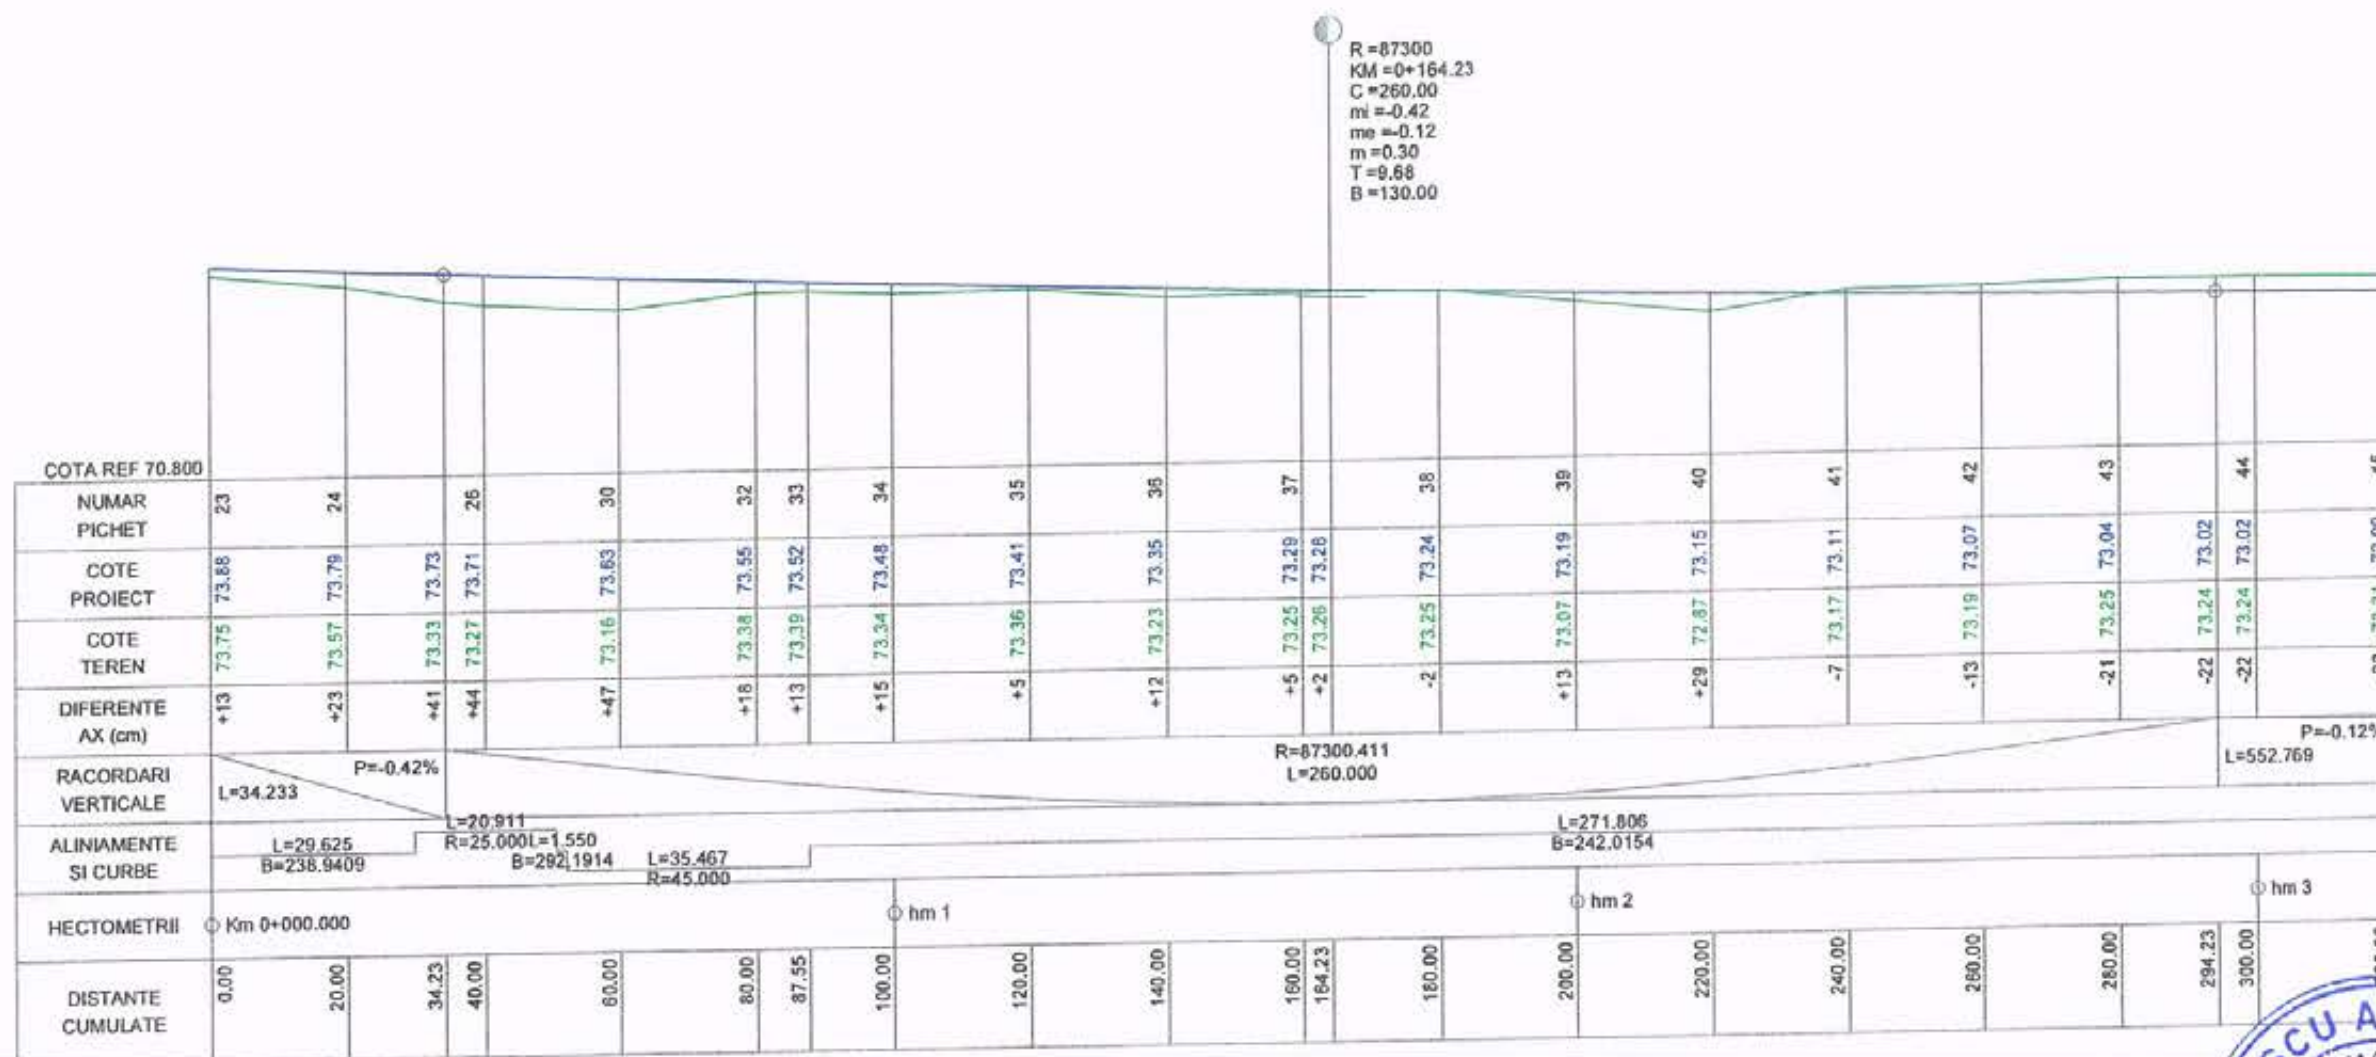 R =87300
KM =0+164.23
C =260.00
mi =-0.42
me =-0.12
m =0.30
T =9.68
B =130.00
COTA REF 70.800
NUMAR PICHET 23 24 26 30 32 33 34 35 36 37 38 39 40 41 42 43 44
COTE PROIECT 73.88 73.79 73.73 73.71 73.63 73.55 73.52 73.48 73.41 73.35 73.29 73.28 73.24 73.19 73.15 73.11 73.07 73.04 73.02 73.02
COTE TEREN 73.75 73.57 73.33 73.27 73.16 73.38 73.39 73.34 73.36 73.23 73.25 73.26 73.25 73.07 72.87 73.17 73.19 73.25 73.24 73.24
DIFERENTE AX (cm) +13 +23 +41 +44 +47 +18 +13 +15 +5 +12 +5 +2 -2 +13 +29 -7 -13 -21 -22 -22
RACORDARI VERTICALE
L=34.233
P=-0.42%
R=87300.411
L=260.000
P=-0.12%
L=552.769
ALINIAMENTE SI CURBE
L=29.625
B=238.9409
L=20.911
R=25.000
L=1.550
B=292.1914
L=35.467
R=45.000
L=271.806
B=242.0154
HECTOMETRII Km 0+000.000 hm 1 hm 2 hm 3
DISTANTE CUMULATE 0.00 20.00 34.23 40.00 60.00 80.00 87.55 100.00 120.00 140.00 160.00 164.23 180.00 200.00 220.00 240.00 260.00 280.00 294.23 300.00
SCU A